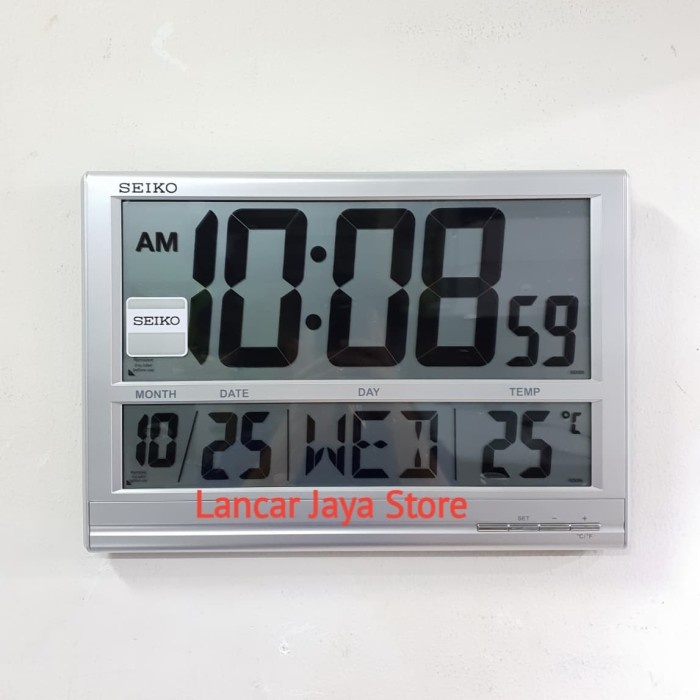 SEIKO
AM 10:08 59
SEIKO
MONTH DATE DAY TEMP
10/25 WED 25 °C
Lancar Jaya Store
SET - +
°C/°F